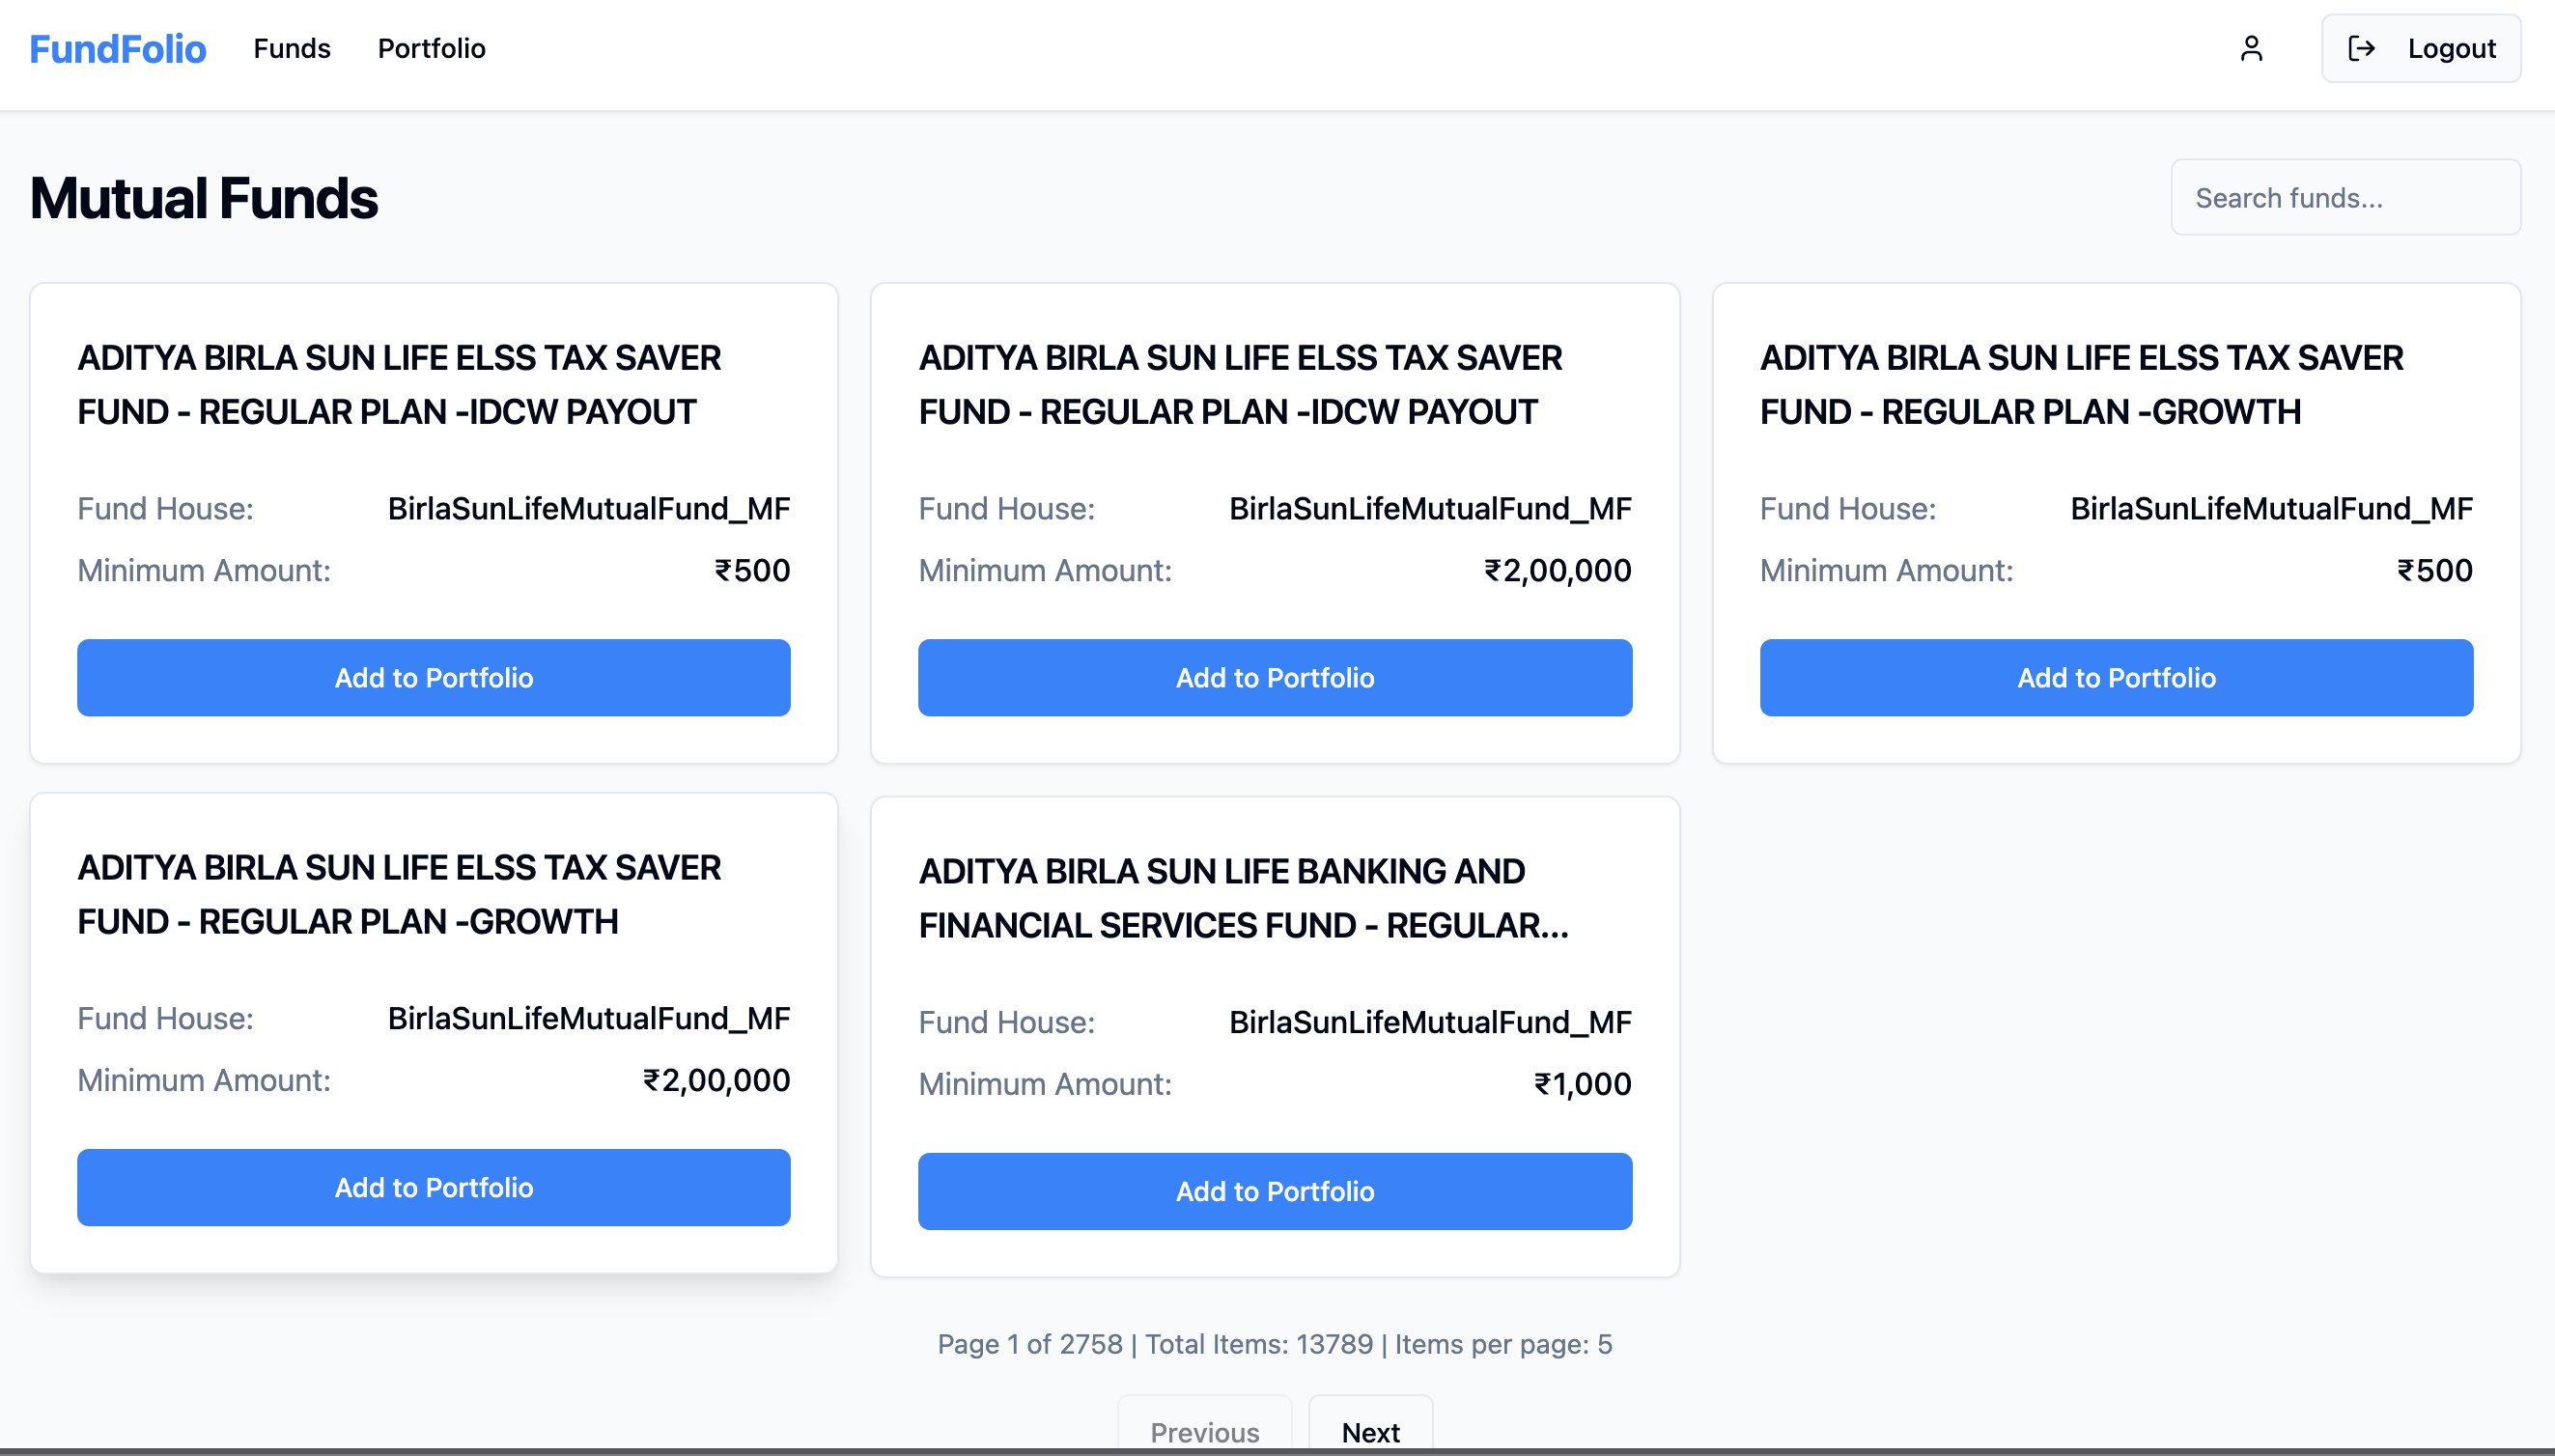 FundFolio Funds Portfolio Logout
Mutual Funds
Search funds...
ADITYA BIRLA SUN LIFE ELSS TAX SAVER
FUND - REGULAR PLAN -IDCW PAYOUT
Fund House: BirlaSunLifeMutualFund_MF
Minimum Amount: ₹500
Add to Portfolio
ADITYA BIRLA SUN LIFE ELSS TAX SAVER
FUND - REGULAR PLAN -IDCW PAYOUT
Fund House: BirlaSunLifeMutualFund_MF
Minimum Amount: ₹2,00,000
Add to Portfolio
ADITYA BIRLA SUN LIFE ELSS TAX SAVER
FUND - REGULAR PLAN -GROWTH
Fund House: BirlaSunLifeMutualFund_MF
Minimum Amount: ₹500
Add to Portfolio
ADITYA BIRLA SUN LIFE ELSS TAX SAVER
FUND - REGULAR PLAN -GROWTH
Fund House: BirlaSunLifeMutualFund_MF
Minimum Amount: ₹2,00,000
Add to Portfolio
ADITYA BIRLA SUN LIFE BANKING AND
FINANCIAL SERVICES FUND - REGULAR...
Fund House: BirlaSunLifeMutualFund_MF
Minimum Amount: ₹1,000
Add to Portfolio
Page 1 of 2758 | Total Items: 13789 | Items per page: 5
Previous Next